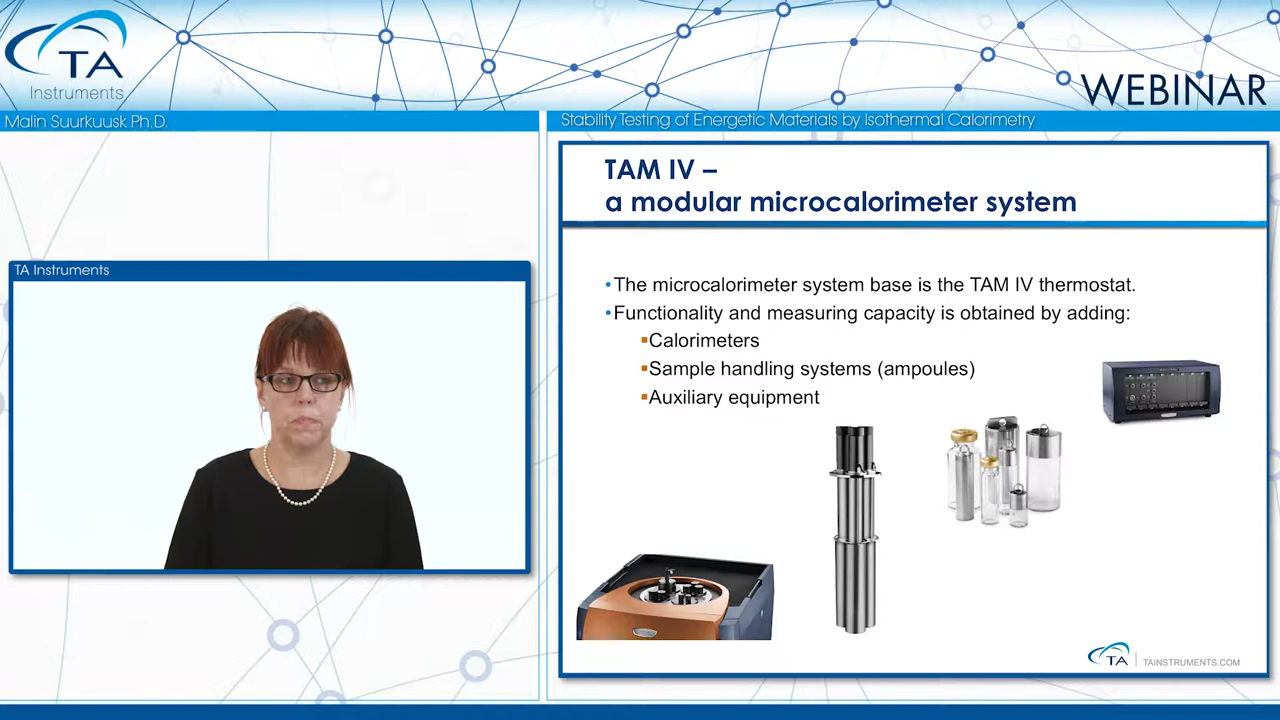 TA
Instruments
WEBINAR
Malin Suurkuusk Ph.D.
Stability Testing of Energetic Materials by Isothermal Calorimetry
TA Instruments
TAM IV –
a modular microcalorimeter system
•The microcalorimeter system base is the TAM IV thermostat.
•Functionality and measuring capacity is obtained by adding:
▪Calorimeters
▪Sample handling systems (ampoules)
▪Auxiliary equipment
TA
TAINSTRUMENTS.COM